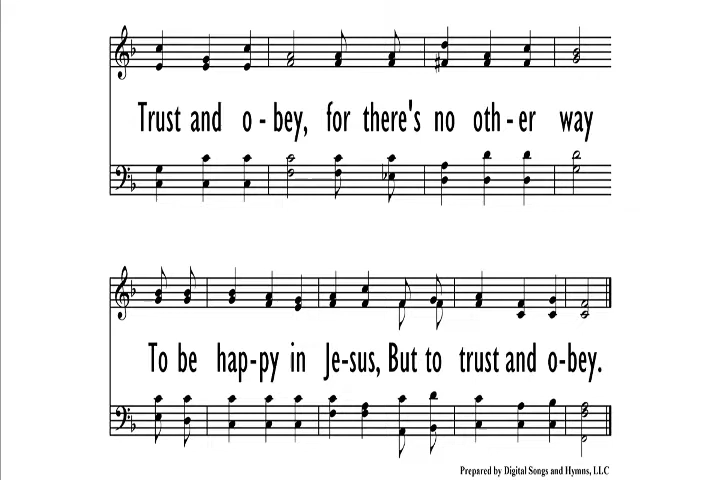 Trust and o - bey, for there's no oth - er way
To be hap-py in Je-sus, But to trust and o-bey.
Prepared by Digital Songs and Hymns, LLC